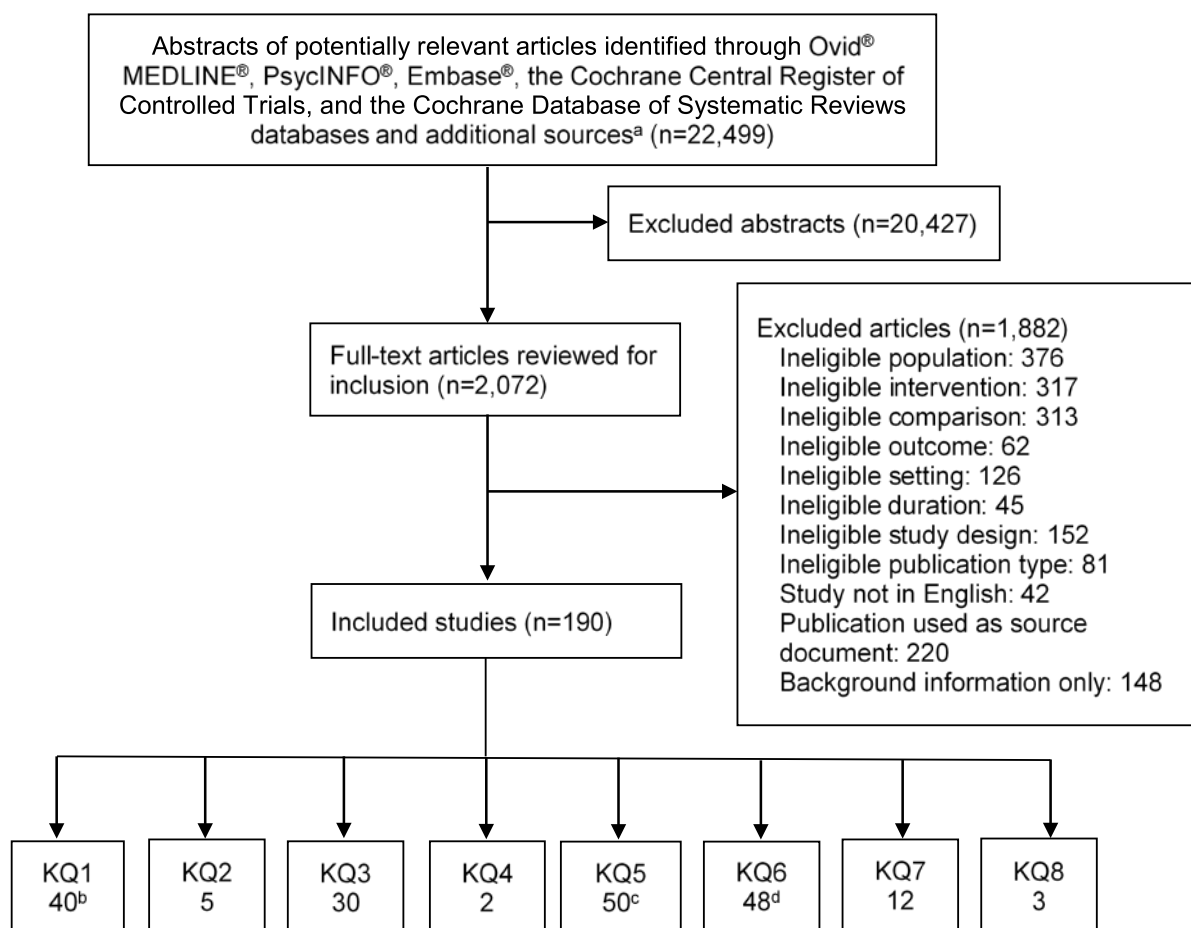 Abstracts of potentially relevant articles identified through Ovid®
MEDLINE®, PsycINFO®, Embase®, the Cochrane Central Register of
Controlled Trials, and the Cochrane Database of Systematic Reviews
databases and additional sourcesᵃ (n=22,499)
Excluded abstracts (n=20,427)
Full-text articles reviewed for
inclusion (n=2,072)
Excluded articles (n=1,882)
Ineligible population: 376
Ineligible intervention: 317
Ineligible comparison: 313
Ineligible outcome: 62
Ineligible setting: 126
Ineligible duration: 45
Ineligible study design: 152
Ineligible publication type: 81
Study not in English: 42
Publication used as source
document: 220
Background information only: 148
Included studies (n=190)
KQ1
40ᵇ
KQ2
5
KQ3
30
KQ4
2
KQ5
50ᶜ
KQ6
48ᵈ
KQ7
12
KQ8
3